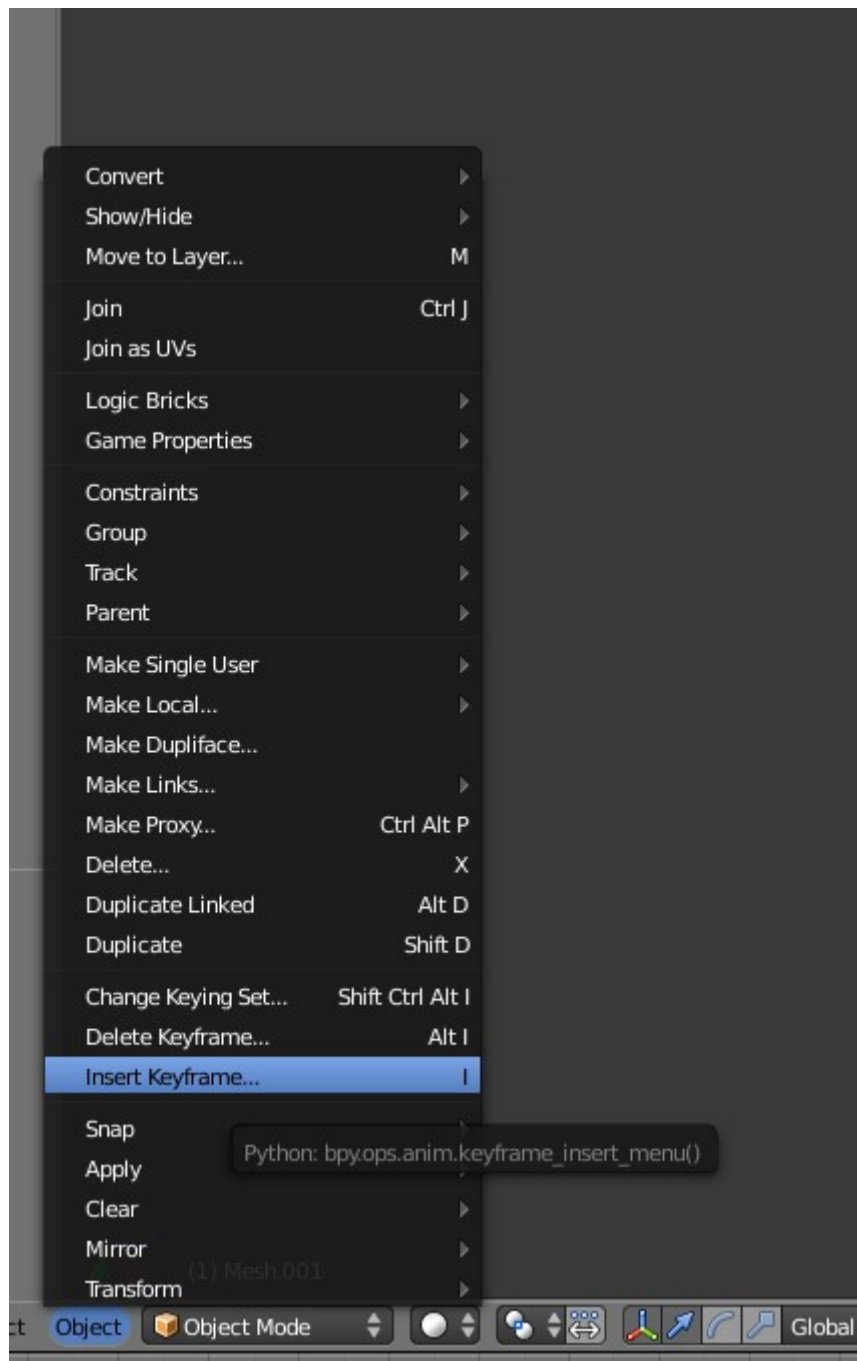 Convert
Show/Hide
Move to Layer... M
Join Ctrl J
Join as UVs
Logic Bricks
Game Properties
Constraints
Group
Track
Parent
Make Single User
Make Local...
Make Dupliface...
Make Links...
Make Proxy... Ctrl Alt P
Delete... X
Duplicate Linked Alt D
Duplicate Shift D
Change Keying Set... Shift Ctrl Alt I
Delete Keyframe... Alt I
Insert Keyframe... I
Snap
Python: bpy.ops.anim.keyframe_insert_menu()
Apply
Clear
Mirror
(1) Mesh.001
Transform
ct Object Object Mode Global